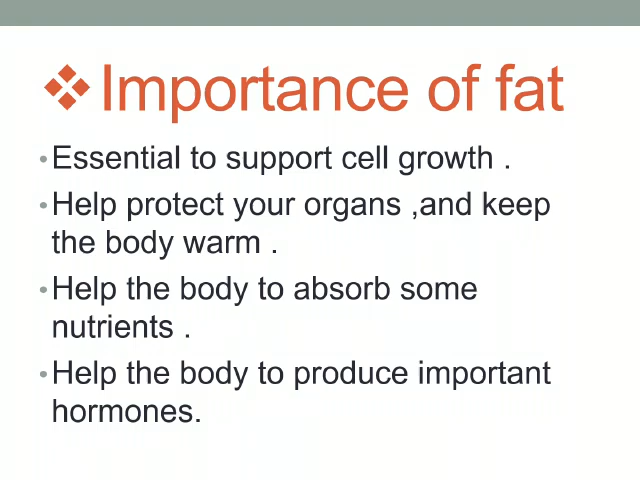 ❖Importance of fat
•Essential to support cell growth .
•Help protect your organs ,and keep
the body warm .
•Help the body to absorb some
nutrients .
•Help the body to produce important
hormones.